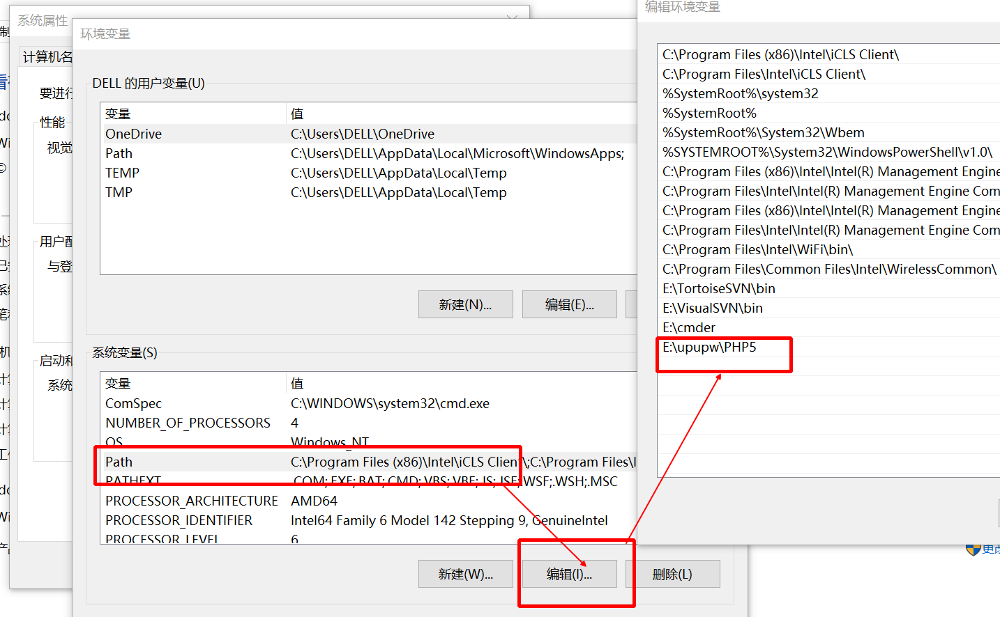 系统属性
计算机名
要进行
性能
视觉
用户配
与登
启动和
系统
环境变量
DELL 的用户变量(U)
变量 值
OneDrive C:\Users\DELL\OneDrive
Path C:\Users\DELL\AppData\Local\Microsoft\WindowsApps;
TEMP C:\Users\DELL\AppData\Local\Temp
TMP C:\Users\DELL\AppData\Local\Temp
新建(N)... 编辑(E)...
系统变量(S)
变量 值
ComSpec C:\WINDOWS\system32\cmd.exe
NUMBER_OF_PROCESSORS 4
OS Windows_NT
Path C:\Program Files (x86)\Intel\iCLS Client\;C:\Program Files\I
PATHEXT .COM;.EXE;.BAT;.CMD;.VBS;.VBE;.JS;.JSE;.WSF;.WSH;.MSC
PROCESSOR_ARCHITECTURE AMD64
PROCESSOR_IDENTIFIER Intel64 Family 6 Model 142 Stepping 9, GenuineIntel
PROCESSOR_LEVEL 6
新建(W)... 编辑(I)... 删除(L)
编辑环境变量
C:\Program Files (x86)\Intel\iCLS Client\
C:\Program Files\Intel\iCLS Client\
%SystemRoot%\system32
%SystemRoot%
%SystemRoot%\System32\Wbem
%SYSTEMROOT%\System32\WindowsPowerShell\v1.0\
C:\Program Files (x86)\Intel\Intel(R) Management Engine
C:\Program Files\Intel\Intel(R) Management Engine Com
C:\Program Files (x86)\Intel\Intel(R) Management Engine
C:\Program Files\Intel\Intel(R) Management Engine Com
C:\Program Files\Intel\WiFi\bin\
C:\Program Files\Common Files\Intel\WirelessCommon\
E:\TortoiseSVN\bin
E:\VisualSVN\bin
E:\cmder
E:\upupw\PHP5
更改